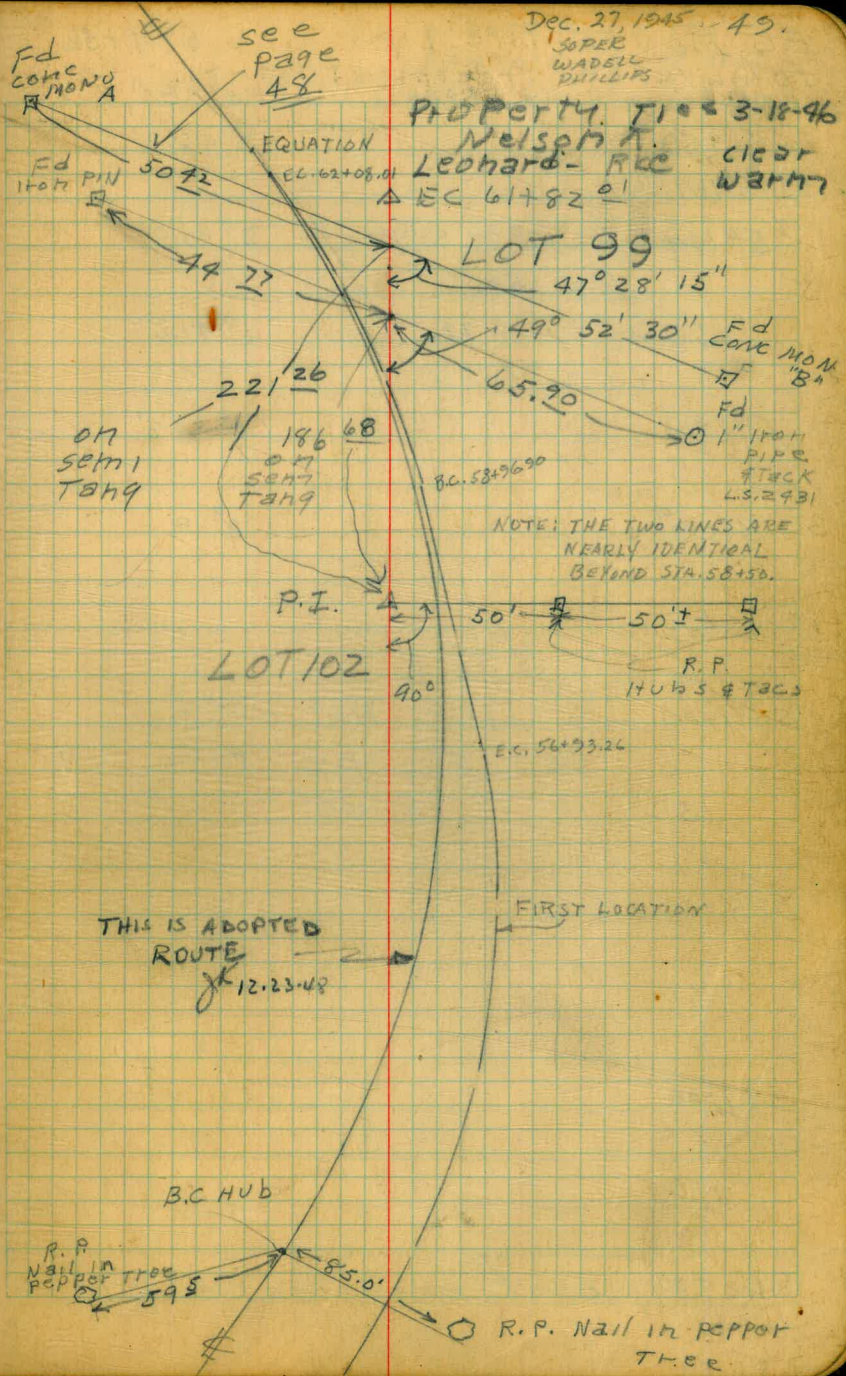 Dec. 27, 1945 - 49.
SOPER
WADELL
PHILLIPS
see
page
48
Fd
conc
MONO
A
Property Ties 3-18-46
Nelson K.
Leonard - Rec
clear
warm
EQUATION
E.C. 62+08.01
△ EC 61+82 01
50 42
Fd
Iron PIN
LOT 99
47° 28' 15"
44 77
49° 52' 30"
Fd
Conc MON
"B"
65.90
Fd
1" Iron
pipe
& Tack
L.S. 2431
221 26
on
semi
Tang
186 68
on
semi
Tang
B.C. 58+96 90
NOTE: THE TWO LINES ARE
NEARLY IDENTICAL
BEYOND STA. 58+50.
P.I.
50'
50'±
R.P.
Hubs & Tacs
LOT 102
90°
E.C. 56+93.26
FIRST LOCATION
THIS IS ADOPTED
ROUTE
JK 12-23-48
B.C HUb
R.P.
Nail in
pepper Tree
59 5
85.0'
R.P. Nail in pepper
Tree